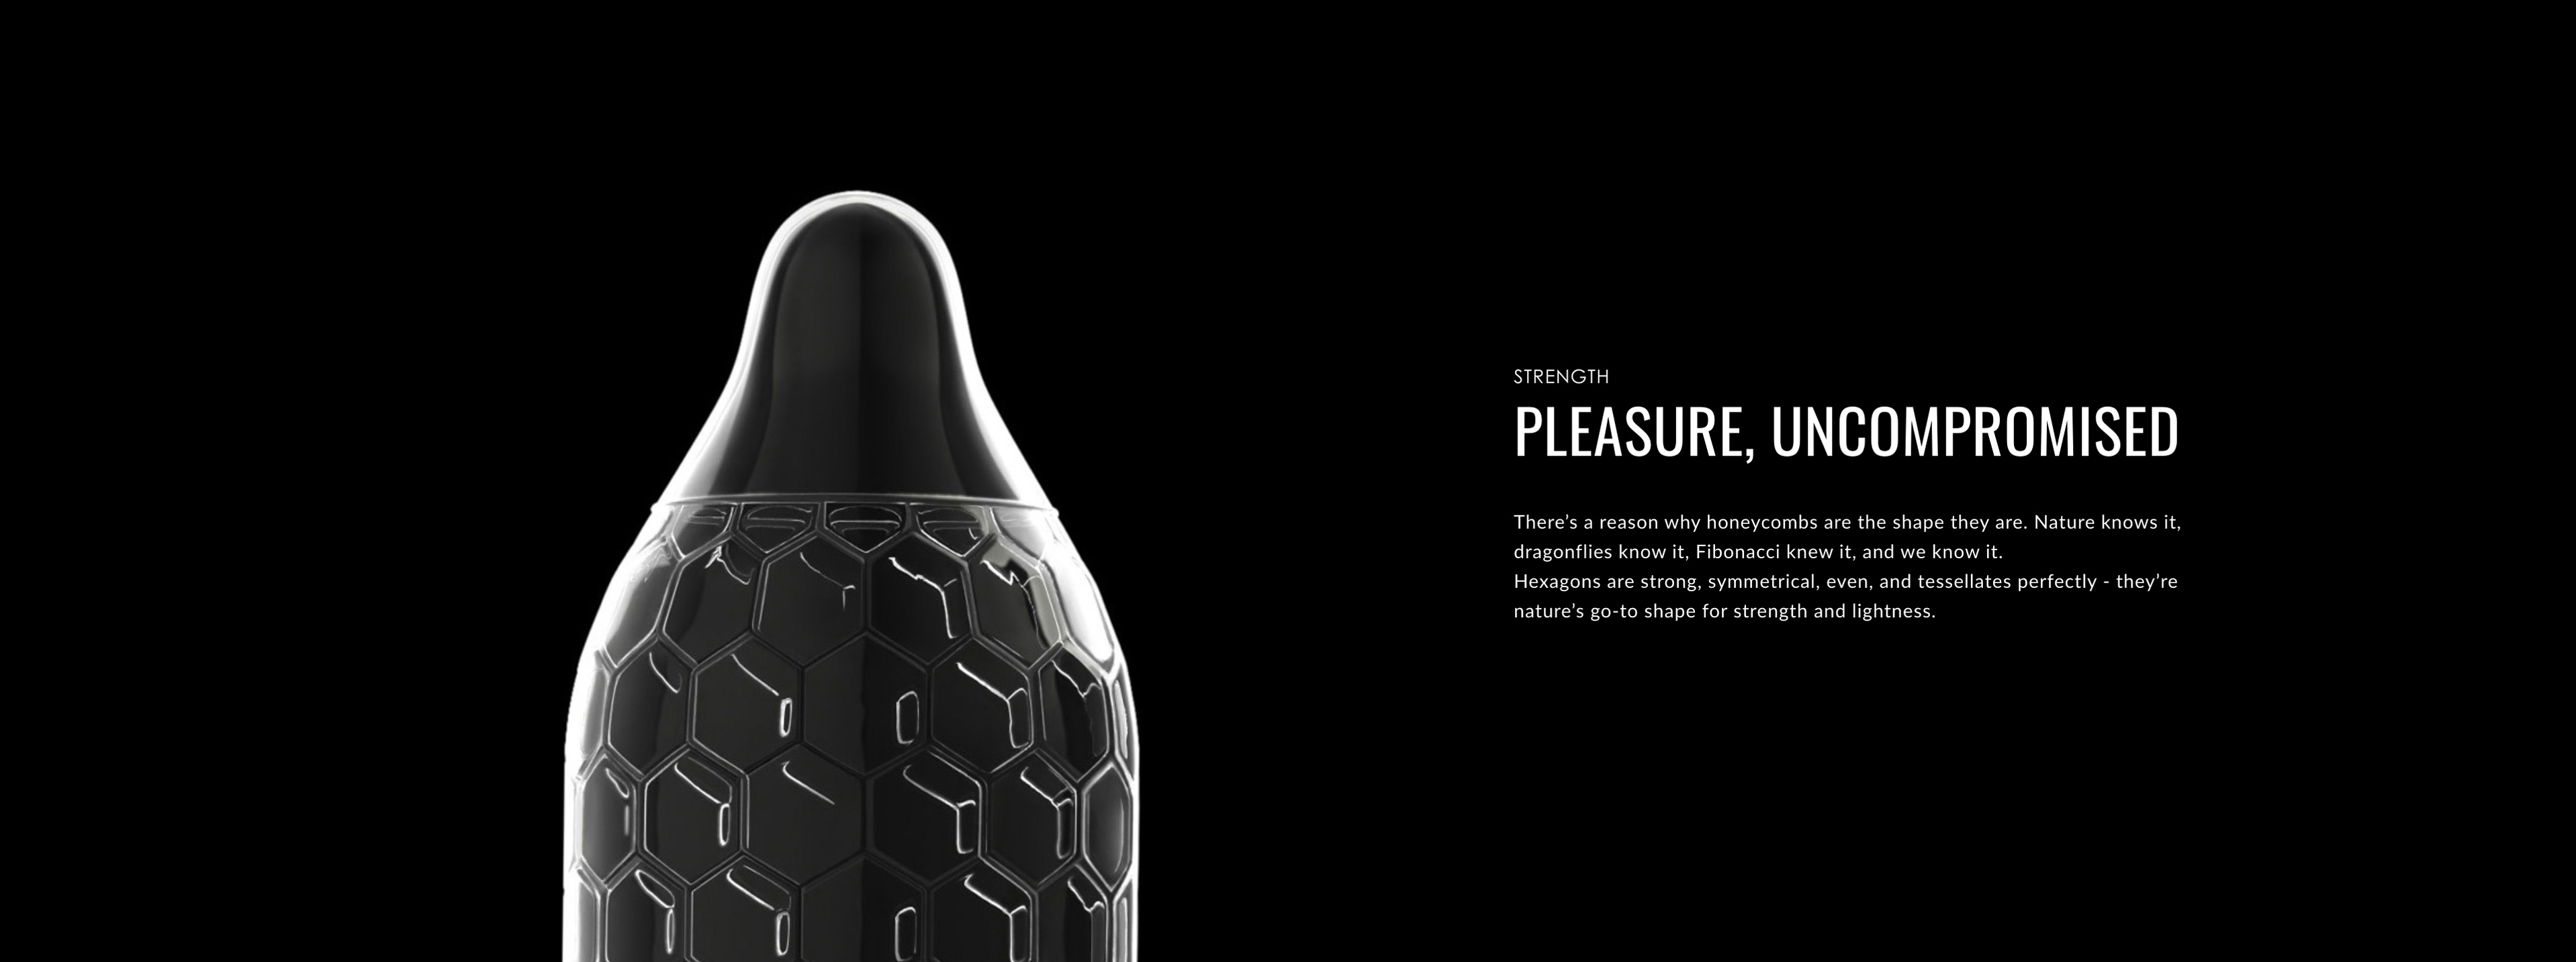 STRENGTH
PLEASURE, UNCOMPROMISED
There’s a reason why honeycombs are the shape they are. Nature knows it,
dragonflies know it, Fibonacci knew it, and we know it.
Hexagons are strong, symmetrical, even, and tessellates perfectly - they’re
nature’s go-to shape for strength and lightness.